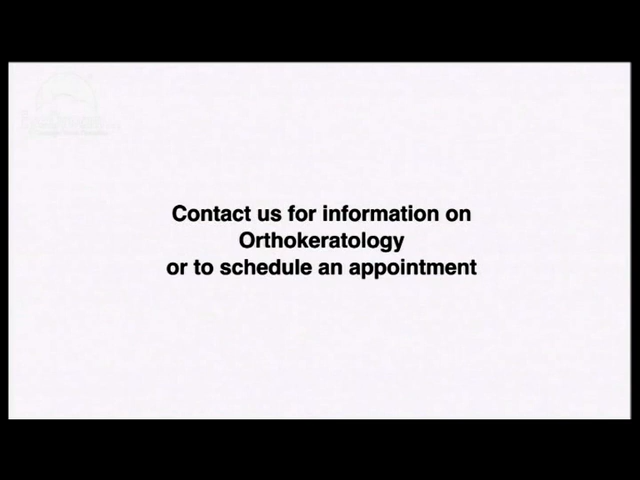 Contact us for information on
Orthokeratology
or to schedule an appointment